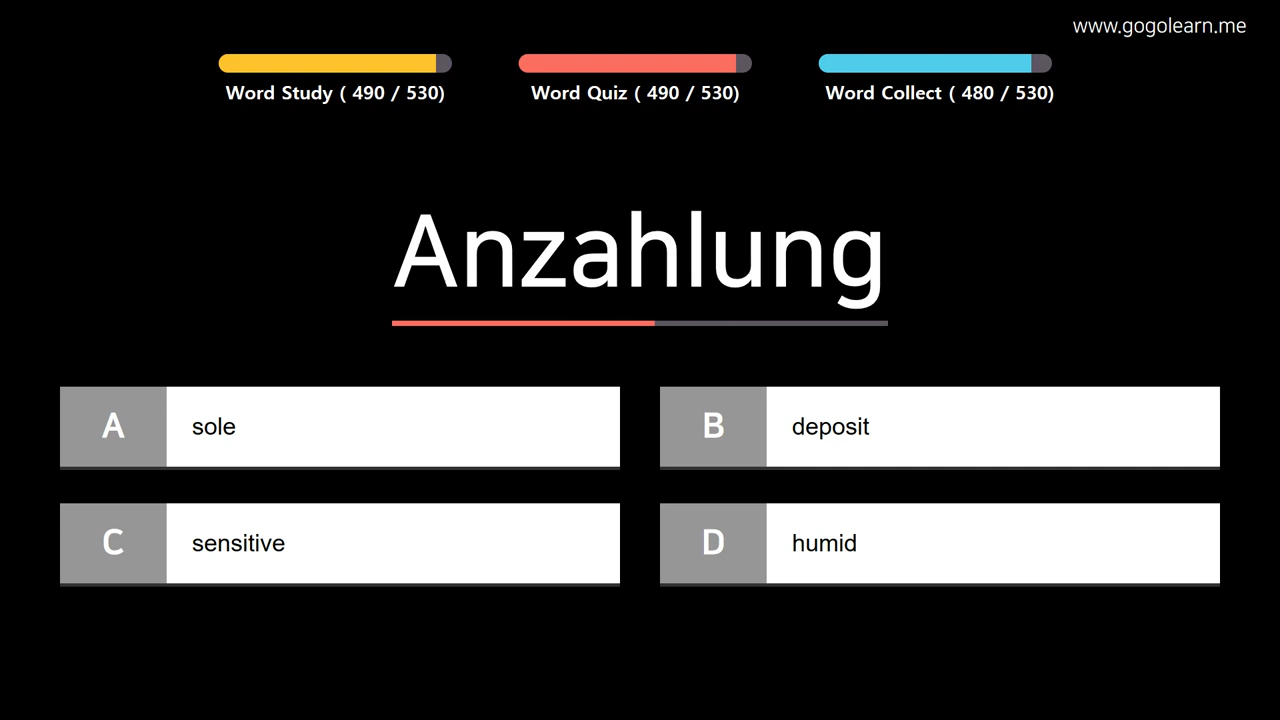 www.gogolearn.me
Word Study ( 490 / 530)
Word Quiz ( 490 / 530)
Word Collect ( 480 / 530)
Anzahlung
A sole
B deposit
C sensitive
D humid